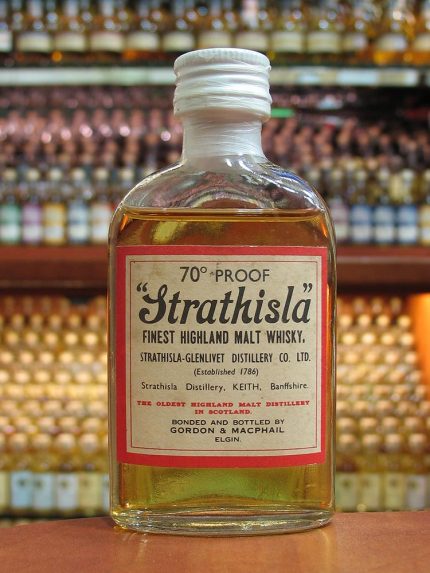 70° PROOF
"Strathisla"
FINEST HIGHLAND MALT WHISKY.
STRATHISLA-GLENLIVET DISTILLERY CO. LTD.
(Established 1786)
Strathisla Distillery, KEITH, Banffshire.
THE OLDEST HIGHLAND MALT DISTILLERY
IN SCOTLAND.
BONDED AND BOTTLED BY
GORDON & MACPHAIL
ELGIN.